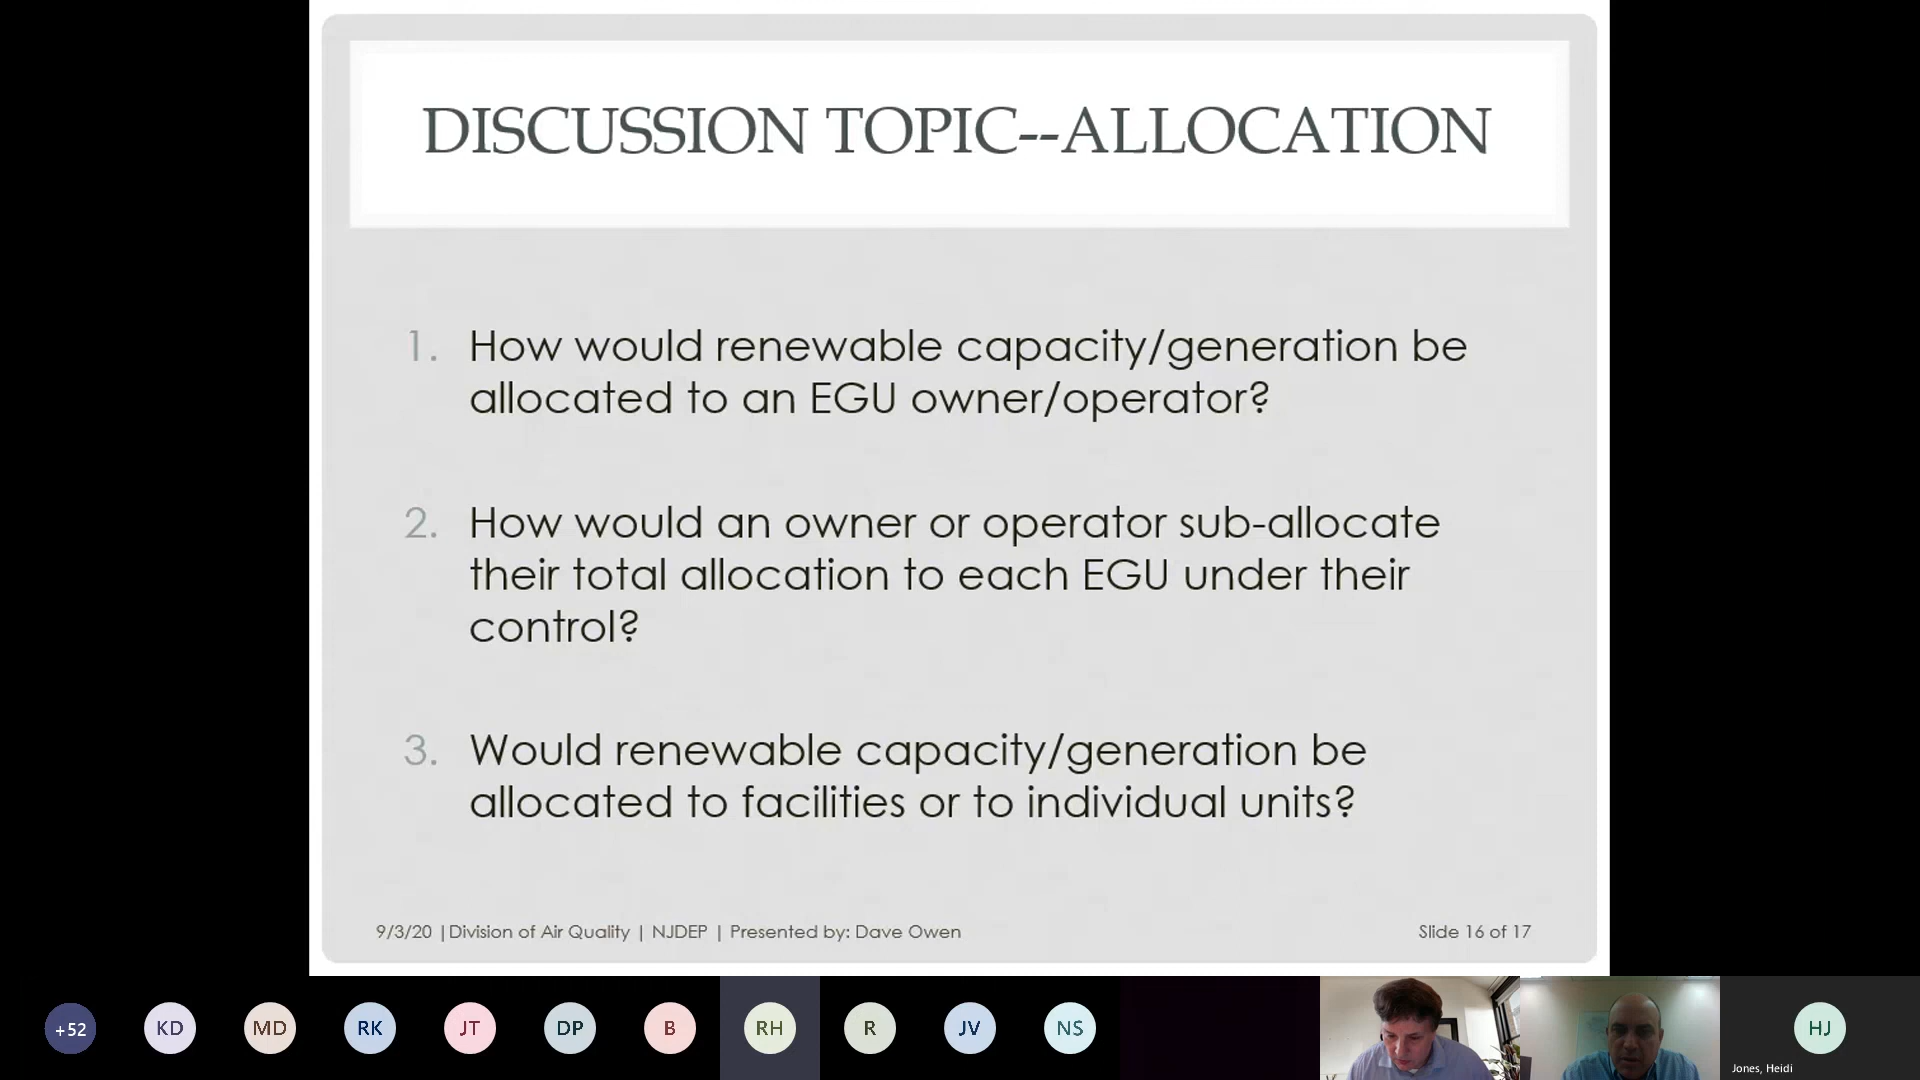 DISCUSSION TOPIC--ALLOCATION
1. How would renewable capacity/generation be
allocated to an EGU owner/operator?
2. How would an owner or operator sub-allocate
their total allocation to each EGU under their
control?
3. Would renewable capacity/generation be
allocated to facilities or to individual units?
9/3/20 |Division of Air Quality | NJDEP | Presented by: Dave Owen
Slide 16 of 17
+52
KD
MD
RK
JT
DP
B
RH
R
JV
NS
HJ
Jones, Heidi